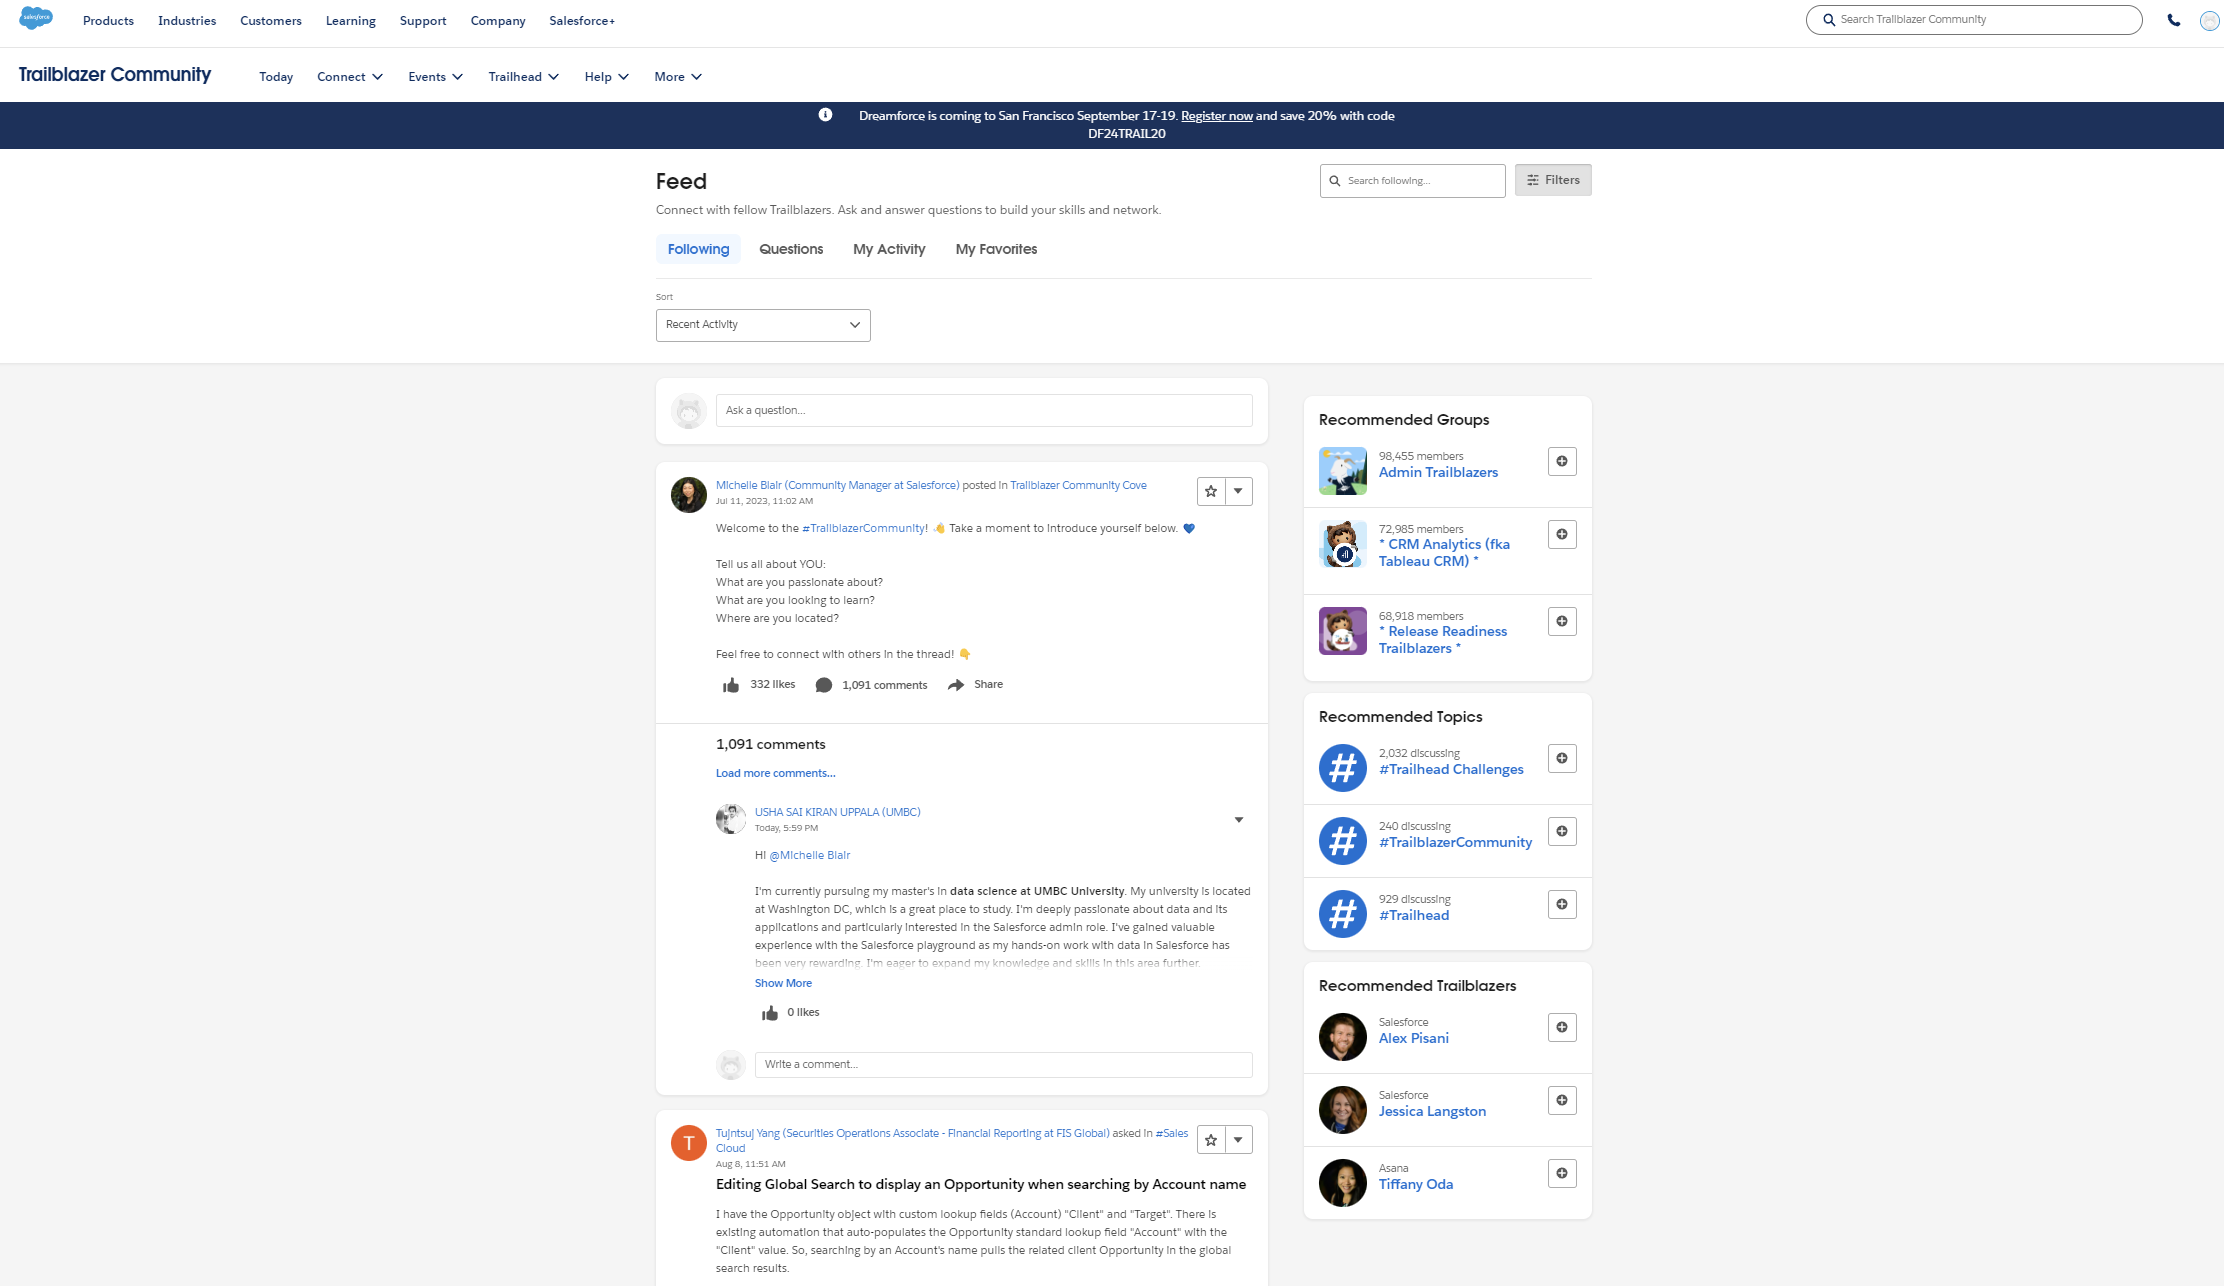 salesforce
Products
Industries
Customers
Learning
Support
Company
Salesforce+
Search Trailblazer Community
Trailblazer Community
Today
Connect
Events
Trailhead
Help
More
Dreamforce is coming to San Francisco September 17-19. Register now and save 20% with code
DF24TRAIL20
Feed
Search following...
Filters
Connect with fellow Trailblazers. Ask and answer questions to build your skills and network.
Following
Questions
My Activity
My Favorites
Sort
Recent Activity
Ask a question...
Michelle Blair (Community Manager at Salesforce) posted in Trailblazer Community Cove
Jul 11, 2023, 11:02 AM
Welcome to the #TrailblazerCommunity! 👋 Take a moment to introduce yourself below. 💙
Tell us all about YOU:
What are you passionate about?
What are you looking to learn?
Where are you located?
Feel free to connect with others in the thread! 👇
332 likes
1,091 comments
Share
1,091 comments
Load more comments...
USHA SAI KIRAN UPPALA (UMBC)
Today, 5:59 PM
Hi @Michelle Blair
I'm currently pursuing my master's in data science at UMBC University. My university is located
at Washington DC, which is a great place to study. I'm deeply passionate about data and its
applications and particularly interested in the Salesforce admin role. I've gained valuable
experience with the Salesforce playground as my hands-on work with data in Salesforce has
been very rewarding. I'm eager to expand my knowledge and skills in this area further.
Show More
0 likes
Write a comment...
T
Tujntsuj Yang (Securities Operations Associate - Financial Reporting at FIS Global) asked in #Sales
Cloud
Aug 8, 11:51 AM
Editing Global Search to display an Opportunity when searching by Account name
I have the Opportunity object with custom lookup fields (Account) "Client" and "Target". There is
existing automation that auto-populates the Opportunity standard lookup field "Account" with the
"Client" value. So, searching by an Account's name pulls the related client Opportunity in the global
search results.
Recommended Groups
98,455 members
Admin Trailblazers
72,985 members
* CRM Analytics (fka
Tableau CRM) *
68,918 members
* Release Readiness
Trailblazers *
Recommended Topics
#
2,032 discussing
#Trailhead Challenges
#
240 discussing
#TrailblazerCommunity
#
929 discussing
#Trailhead
Recommended Trailblazers
Salesforce
Alex Pisani
Salesforce
Jessica Langston
Asana
Tiffany Oda